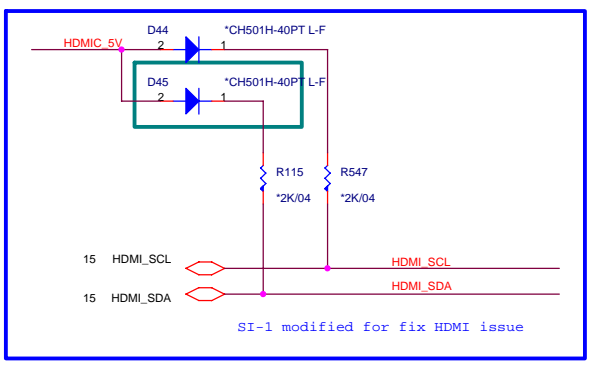 D44 *CH501H-40PT L-F
HDMIC_5V 2 1
D45 *CH501H-40PT L-F
2 1
R115 R547
*2K/04 *2K/04
15 HDMI_SCL HDMI_SCL
15 HDMI_SDA HDMI_SDA
SI-1 modified for fix HDMI issue